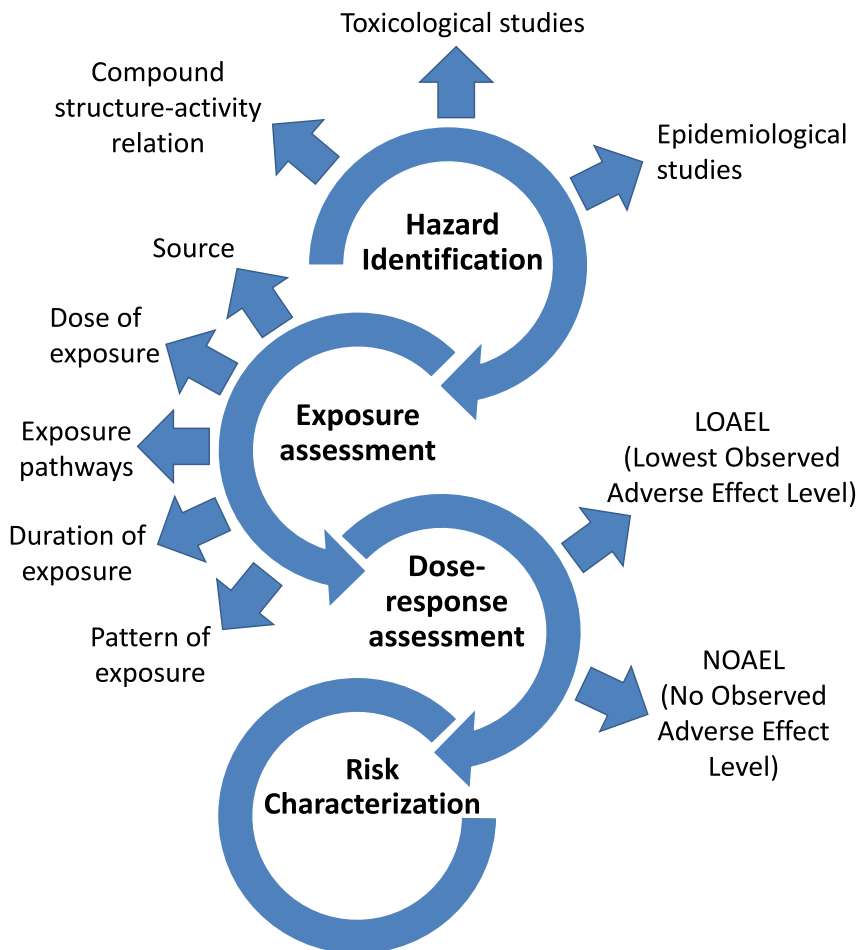 Toxicological studies
Compound
structure-activity
relation
Epidemiological
studies
Hazard
Identification
Source
Dose of
exposure
Exposure
pathways
Duration of
exposure
Pattern of
exposure
Exposure
assessment
LOAEL
(Lowest Observed
Adverse Effect Level)
Dose-
response
assessment
NOAEL
(No Observed
Adverse Effect
Level)
Risk
Characterization